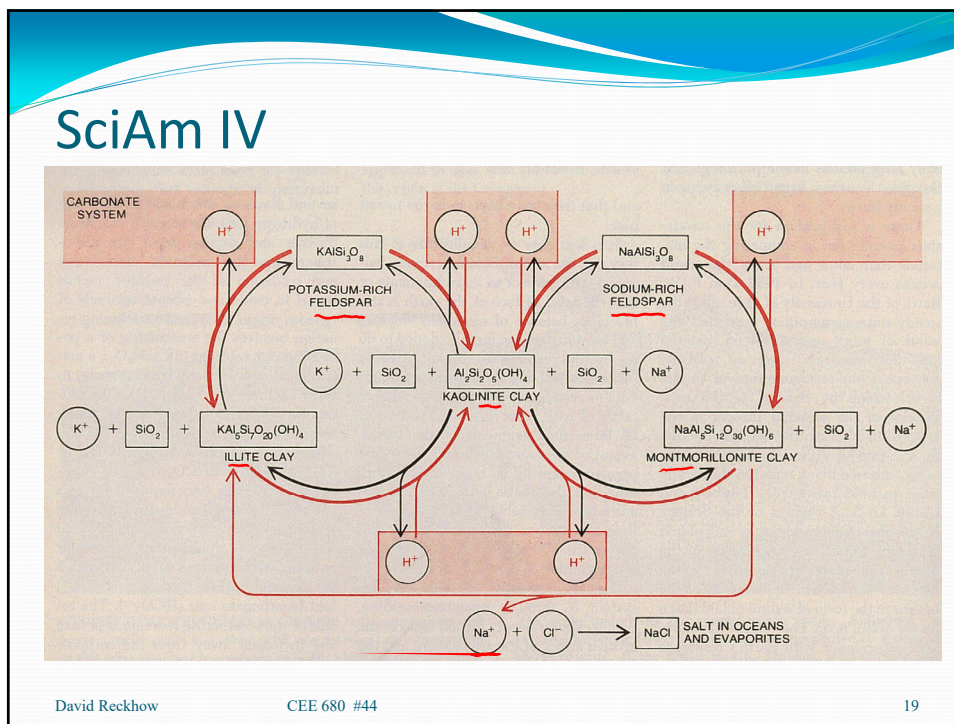 SciAm IV
CARBONATE
SYSTEM
H⁺
H⁺
H⁺
H⁺
KAlSi₃O₈
NaAlSi₃O₈
POTASSIUM-RICH
FELDSPAR
SODIUM-RICH
FELDSPAR
K⁺ + SiO₂ + Al₂Si₂O₅(OH)₄ + SiO₂ + Na⁺
KAOLINITE CLAY
K⁺ + SiO₂ + KAl₅Si₇O₂₀(OH)₄
ILLITE CLAY
NaAl₅Si₁₂O₃₀(OH)₆ + SiO₂ + Na⁺
MONTMORILLONITE CLAY
H⁺
H⁺
Na⁺ + Cl⁻ → NaCl
SALT IN OCEANS
AND EVAPORITES
David Reckhow
CEE 680 #44
19